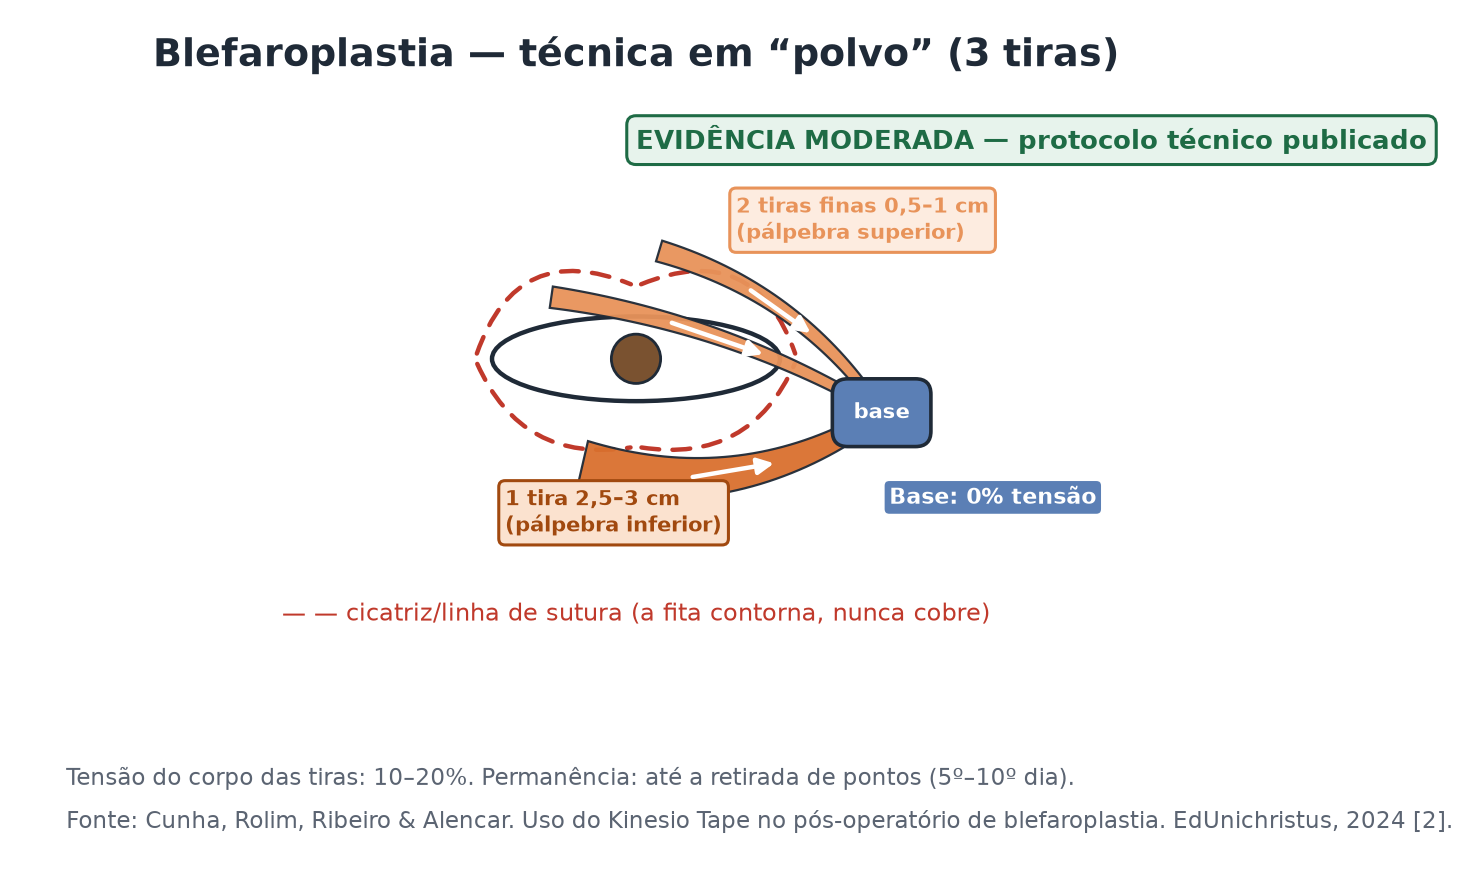 Blefaroplastia — técnica em “polvo” (3 tiras)
EVIDÊNCIA MODERADA — protocolo técnico publicado
2 tiras finas 0,5–1 cm
(pálpebra superior)
base
1 tira 2,5–3 cm
(pálpebra inferior)
Base: 0% tensão
— — cicatriz/linha de sutura (a fita contorna, nunca cobre)
Tensão do corpo das tiras: 10–20%. Permanência: até a retirada de pontos (5º–10º dia).
Fonte: Cunha, Rolim, Ribeiro & Alencar. Uso do Kinesio Tape no pós-operatório de blefaroplastia. EdUnichristus, 2024 [2].